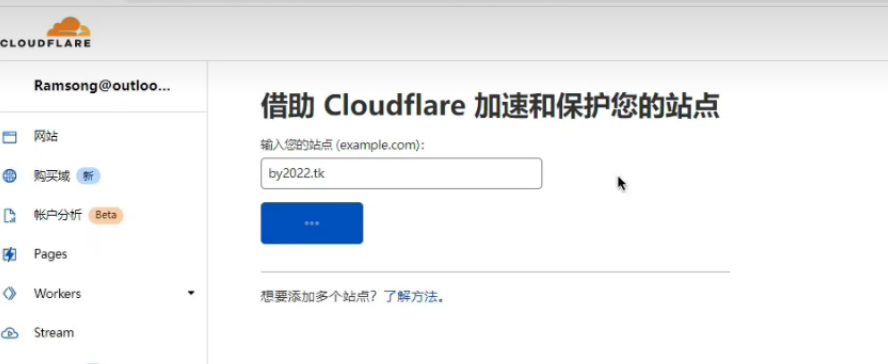 CLOUDFLARE
Ramsong@outloo...
借助 Cloudflare 加速和保护您的站点
输入您的站点 (example.com):
by2022.tk
...
网站
购买域 新
帐户分析 Beta
Pages
Workers
Stream
想要添加多个站点？了解方法。